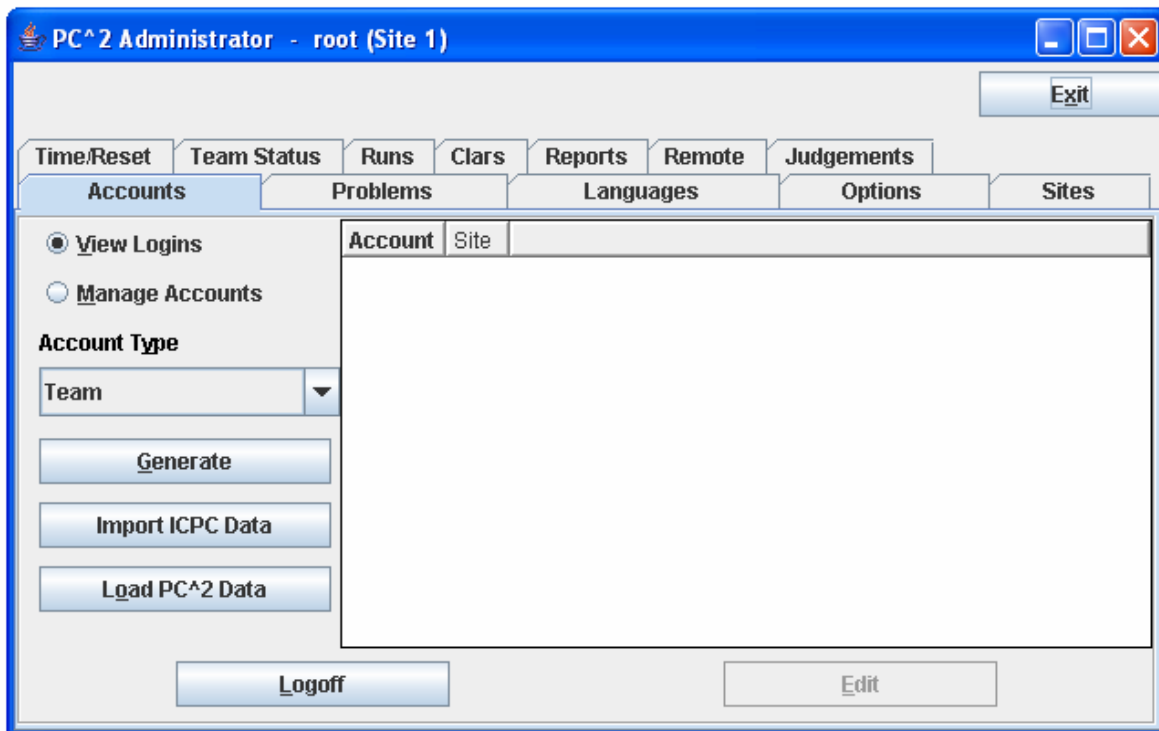 PC^2 Administrator - root (Site 1)
Exit
Time/Reset Team Status Runs Clars Reports Remote Judgements
Accounts Problems Languages Options Sites
View Logins
Account Site
Manage Accounts
Account Type
Team
Generate
Import ICPC Data
Load PC^2 Data
Logoff Edit